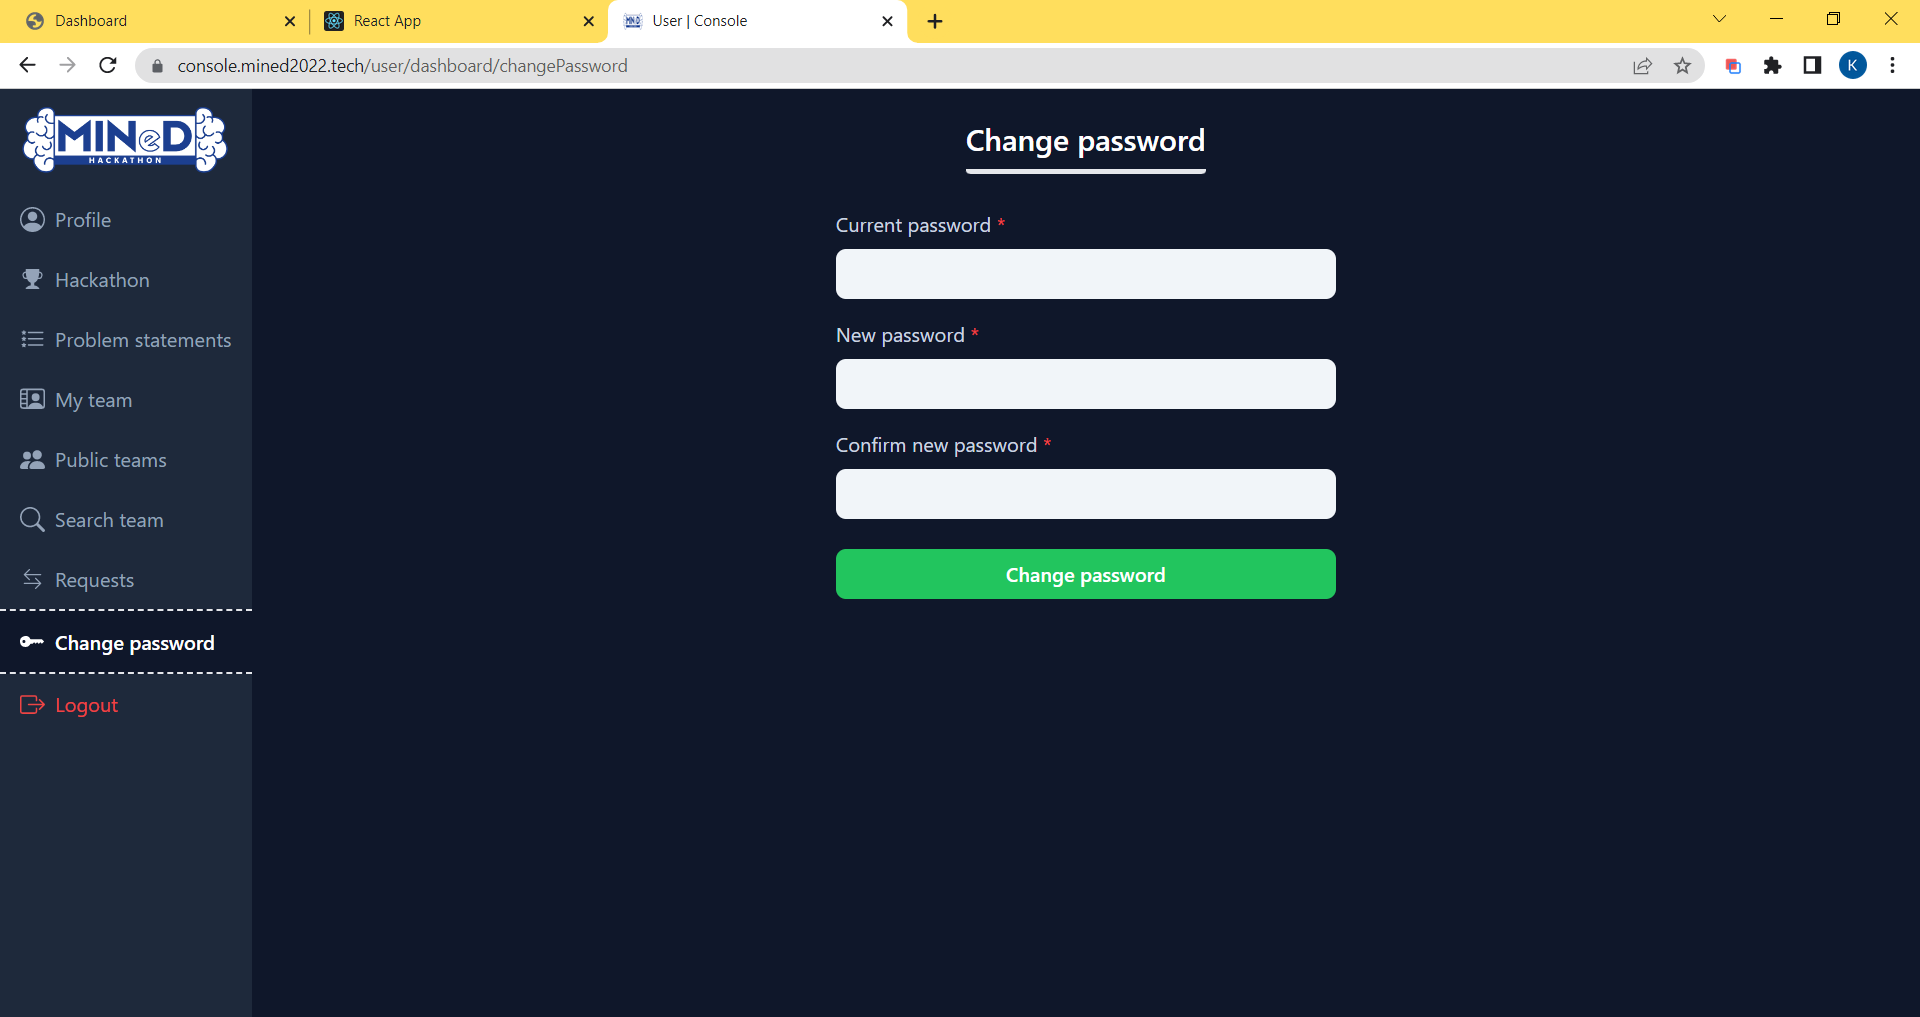 Dashboard
React App
User | Console
console.mined2022.tech/user/dashboard/changePassword
K
MINeD
HACKATHON
Profile
Hackathon
Problem statements
My team
Public teams
Search team
Requests
Change password
Logout
Change password
Current password *
New password *
Confirm new password *
Change password